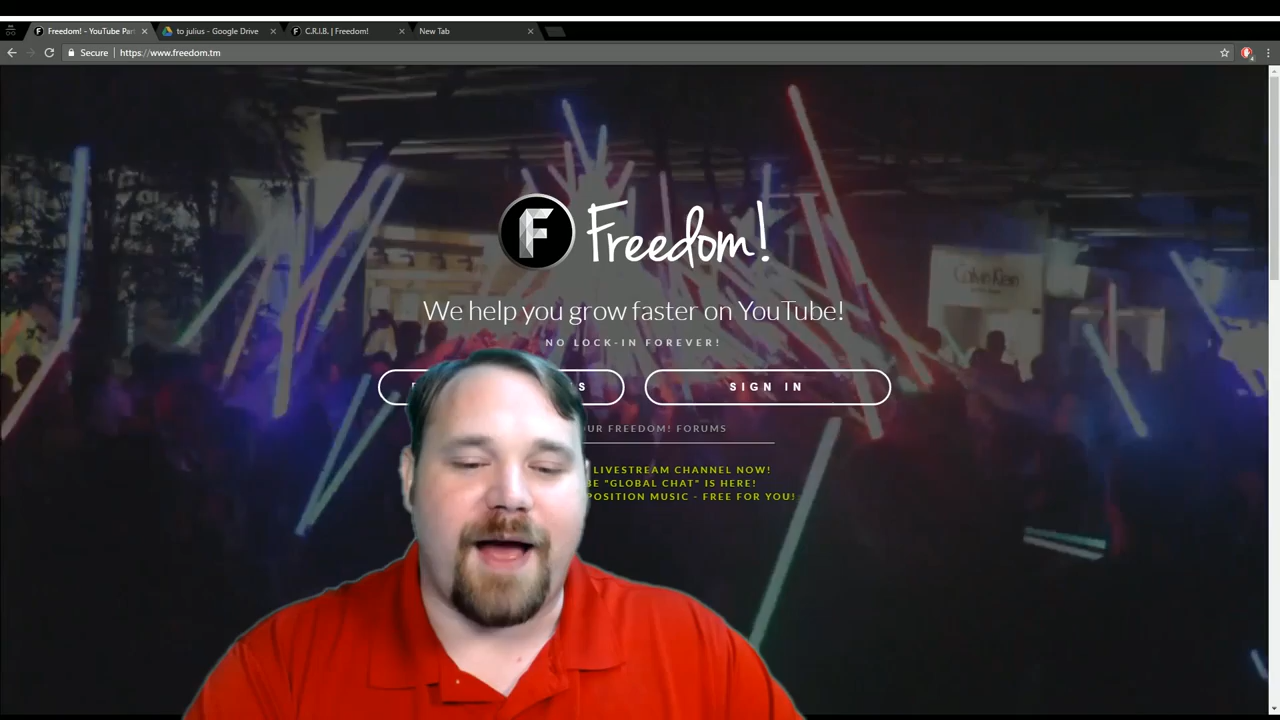 Freedom! - YouTube Part
to julius - Google Drive
C.R.I.B. | Freedom!
New Tab
Secure
https://www.freedom.tm
Calvin Klein
F Freedom!
We help you grow faster on YouTube!
NO LOCK-IN FOREVER!
S
SIGN IN
UR FREEDOM! FORUMS
LIVESTREAM CHANNEL NOW!
BE "GLOBAL CHAT" IS HERE!
POSITION MUSIC - FREE FOR YOU!